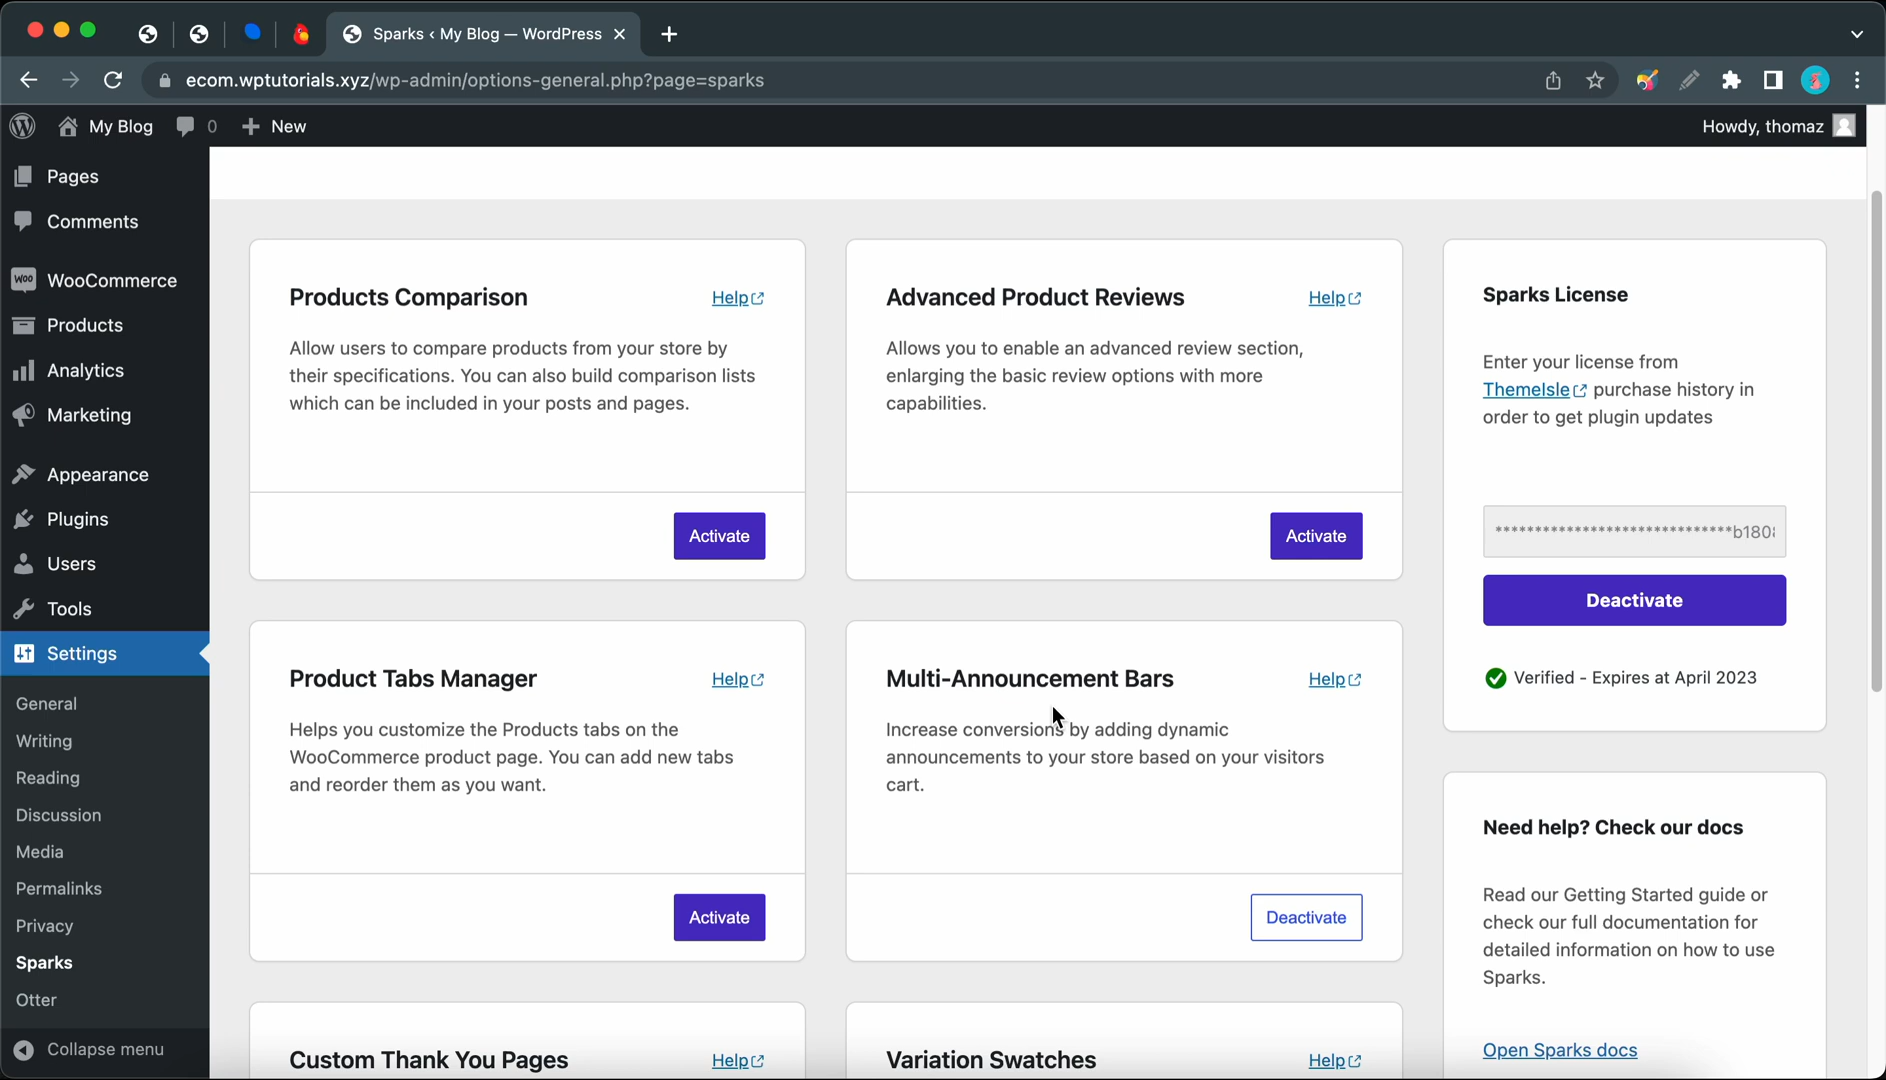 Sparks ‹ My Blog — WordPress
ecom.wptutorials.xyz/wp-admin/options-general.php?page=sparks
My Blog
0
New
Howdy, thomaz
Pages
Comments
WooCommerce
Products
Analytics
Marketing
Appearance
Plugins
Users
Tools
Settings
General
Writing
Reading
Discussion
Media
Permalinks
Privacy
Sparks
Otter
Collapse menu
Products Comparison
Help
Allow users to compare products from your store by
their specifications. You can also build comparison lists
which can be included in your posts and pages.
Activate
Advanced Product Reviews
Help
Allows you to enable an advanced review section,
enlarging the basic review options with more
capabilities.
Activate
Product Tabs Manager
Help
Helps you customize the Products tabs on the
WooCommerce product page. You can add new tabs
and reorder them as you want.
Activate
Multi-Announcement Bars
Help
Increase conversions by adding dynamic
announcements to your store based on your visitors
cart.
Deactivate
Custom Thank You Pages
Help
Variation Swatches
Help
Sparks License
Enter your license from
ThemeIsle purchase history in
order to get plugin updates
******************************b180
Deactivate
Verified - Expires at April 2023
Need help? Check our docs
Read our Getting Started guide or
check our full documentation for
detailed information on how to use
Sparks.
Open Sparks docs